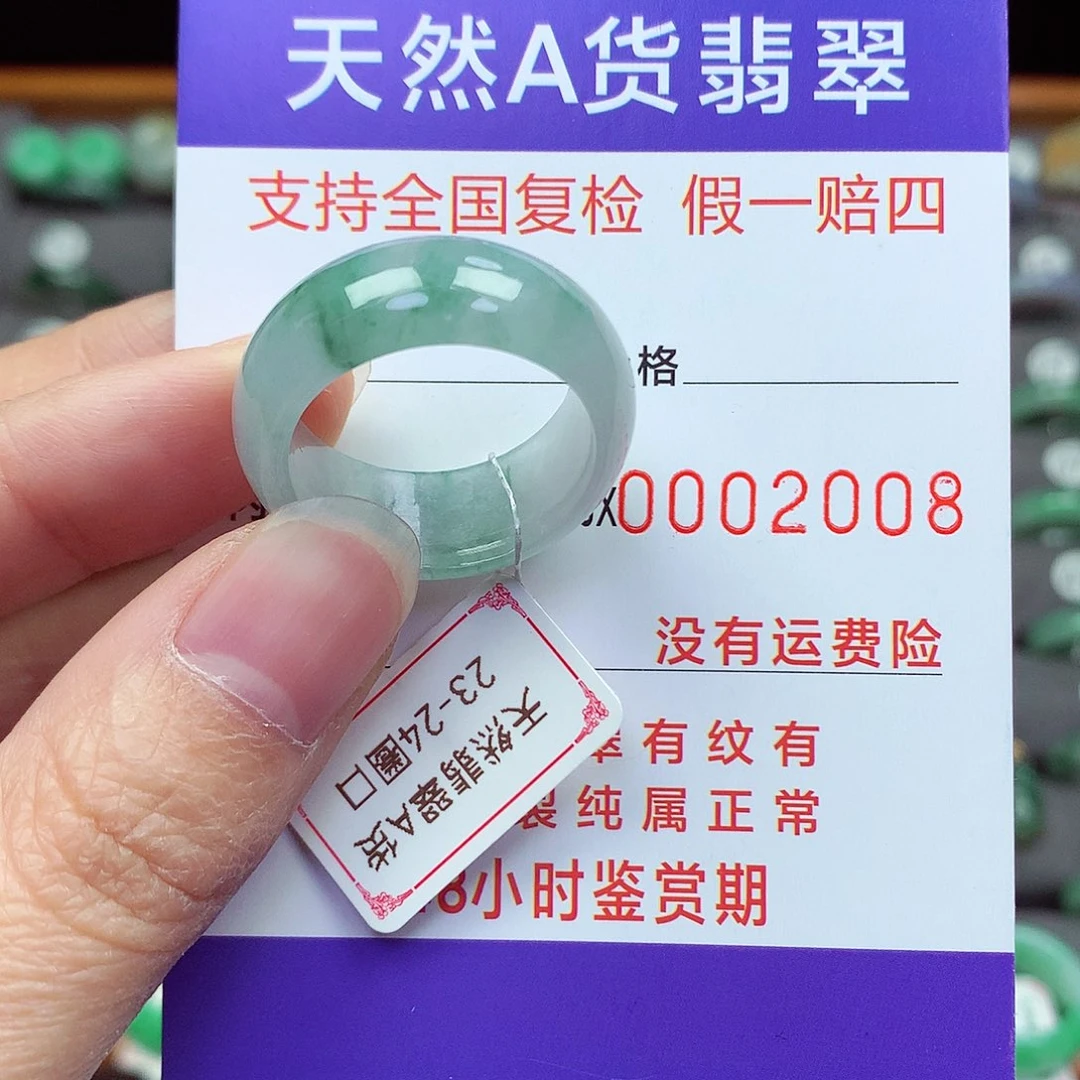 天然A货翡翠
支持全国复检 假一赔四
格
X0002008
没有运费险
有纹有
裂纯属正常
8小时鉴赏期
天然翡翠A货
23-24圈口